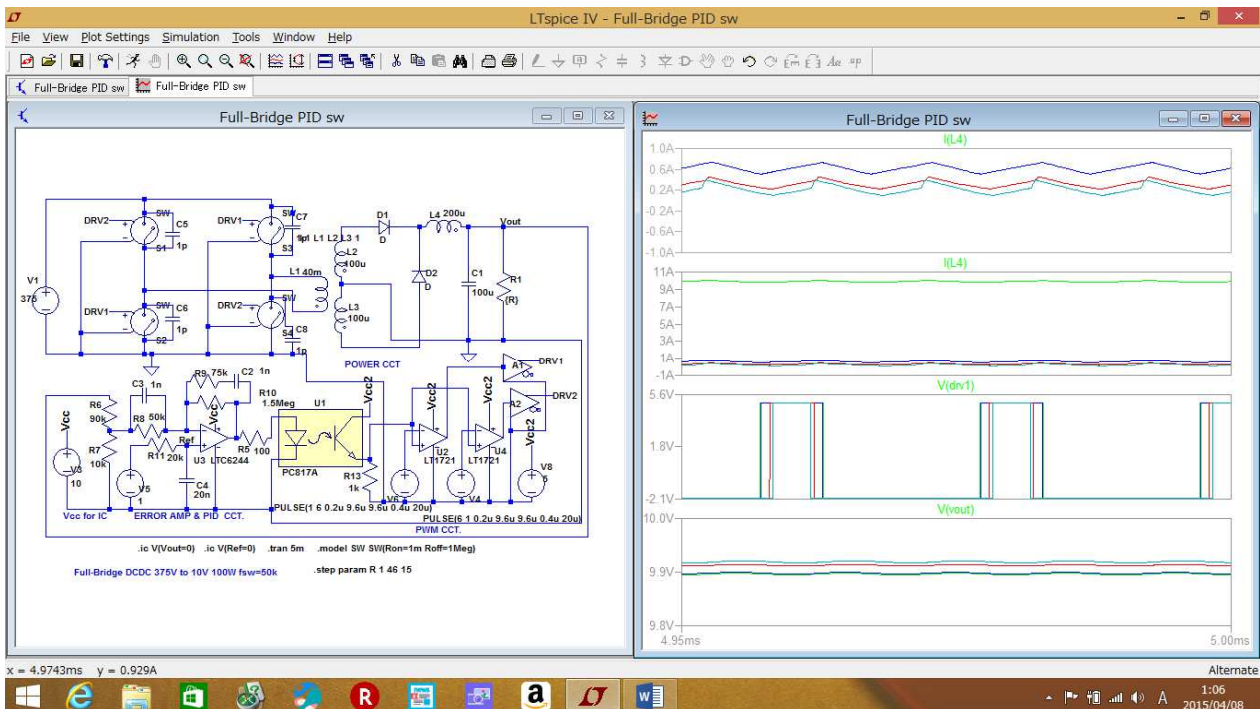 LTspice IV - Full-Bridge PID sw
File View Plot Settings Simulation Tools Window Help
Full-Bridge PID sw
Full-Bridge PID sw
Full-Bridge PID sw
DRV2
SW
C5
1p
S1
DRV1
SW
C7
S3
L1 L2 L3 1
D1
D
L4 200u
Vout
L2
100u
L1 40m
D2
D
C1
100u
R1
{R}
V1
375
DRV1
SW
C6
1p
S2
DRV2
SW
S4
C8
1p
L3
100u
POWER CCT
C3 1n
R9 75k
C2 1n
R10
1.5Meg
U1
Vcc2
Vcc2
Vcc2
A1
DRV1
A2
DRV2
Vcc
R6
90k
R8 50k
Vcc
Ref
R7
10k
R11 20k
U3 LTC6244
R5
100
PC817A
R13
1k
U2
LT1721
U4
LT1721
Vcc2
V3
10
V5
1
C4
20n
V6
V4
V8
5
Vcc for IC
ERROR AMP & PID CCT.
PULSE(1 6 0.2u 9.6u 9.6u 0.4u 20u)
PULSE(6 1 0.2u 9.6u 9.6u 0.4u 20u)
PWM CCT.
.ic V(Vout=0) .ic V(Ref=0) .tran 5m .model SW SW(Ron=1m Roff=1Meg)
Full-Bridge DCDC 375V to 10V 100W fsw=50k
.step param R 1 46 15
Full-Bridge PID sw
I(L4)
1.0A
0.6A
0.2A
-0.2A
-0.6A
-1.0A
I(L4)
11A
9A
7A
5A
3A
1A
-1A
V(drv1)
5.6V
1.8V
-2.1V
V(vout)
10.0V
9.9V
9.8V
4.95ms
5.00ms
x = 4.9743ms y = 0.929A
Alternate
A
1:06
2015/04/08